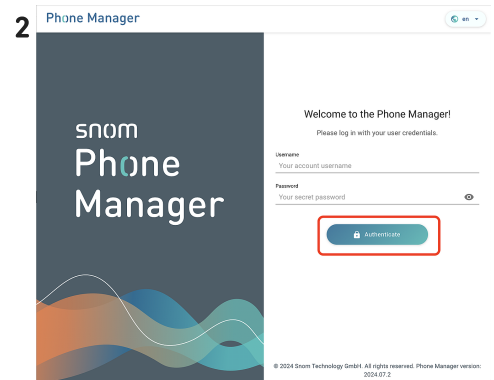 2
Phone Manager
en
snom
Phone
Manager
Welcome to the Phone Manager!
Please log in with your user credentials.
Username
Your account username
Password
Your secret password
Authenticate
© 2024 Snom Technology GmbH. All rights reserved. Phone Manager version:
2024.07.2